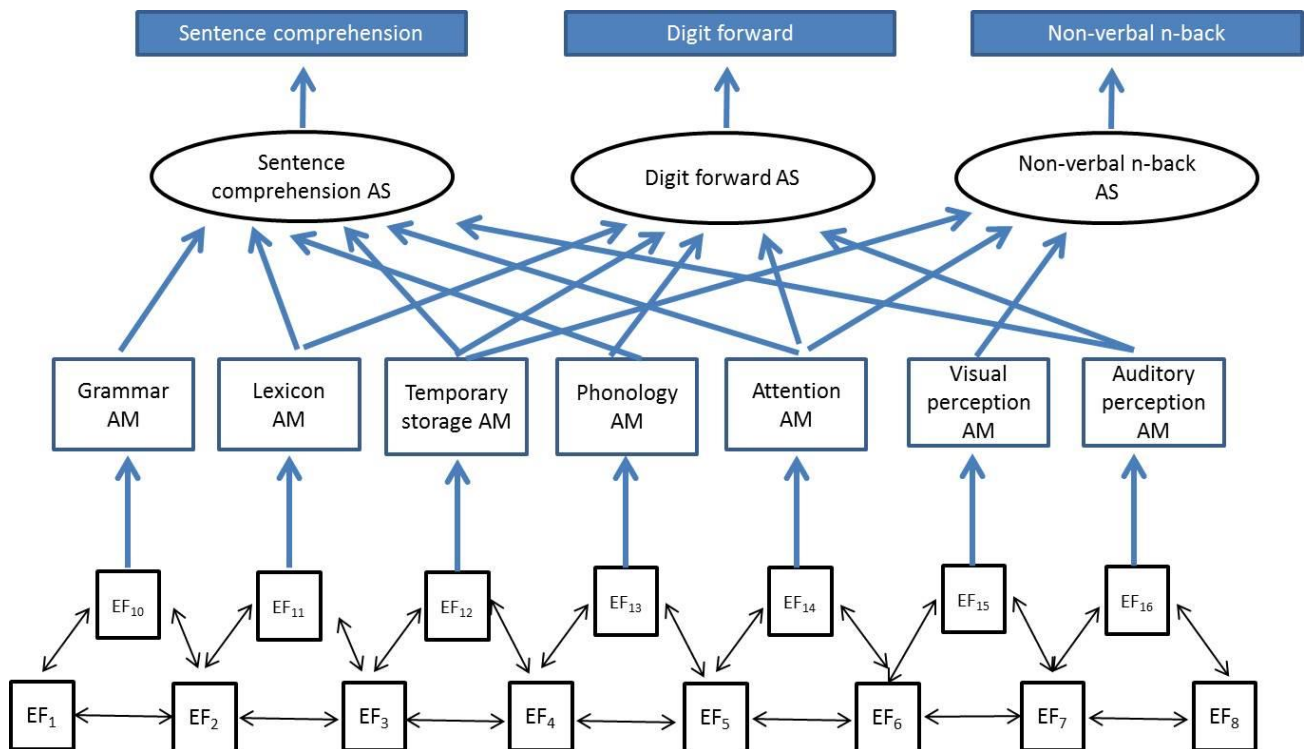 Sentence comprehension
Digit forward
Non-verbal n-back
Sentence
comprehension AS
Digit forward AS
Non-verbal n-back
AS
Grammar
AM
Lexicon
AM
Temporary
storage AM
Phonology
AM
Attention
AM
Visual
perception
AM
Auditory
perception
AM
EF₁₀
EF₁₁
EF₁₂
EF₁₃
EF₁₄
EF₁₅
EF₁₆
EF₁
EF₂
EF₃
EF₄
EF₅
EF₆
EF₇
EF₈